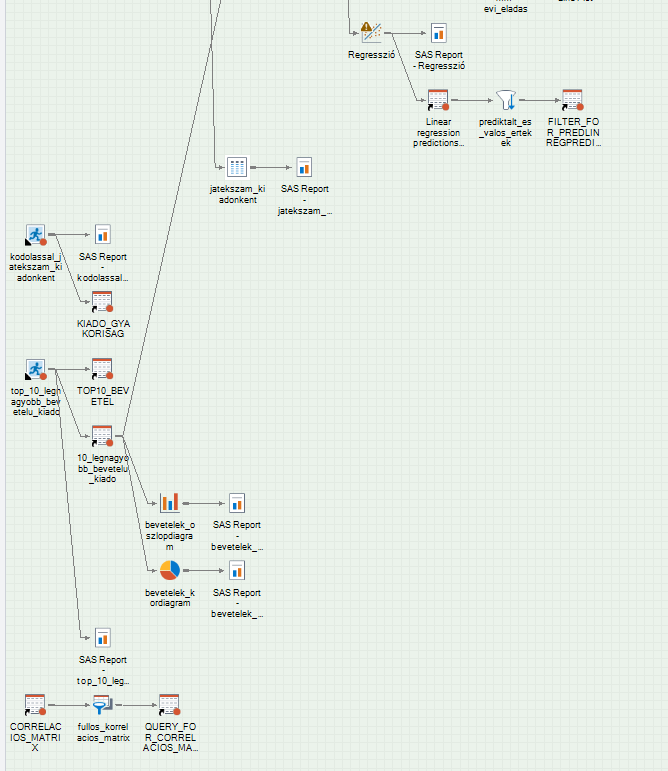 evi_eladas
Regresszió
SAS Report
- Regresszió
Linear
regression
predictions...
prediktalt_es
_valos_ertek
ek
FILTER_FO
R_PREDLIN
REGPREDI...
jatekszam_ki
adonkent
SAS Report
-
jatekszam_...
kodolassal_j
atekszam_ki
adonkent
SAS Report
-
kodolassal...
KIADO_GYA
KORISAG
top_10_legn
agyobb_bev
etelu_kiado
TOP10_BEV
ETEL
10_legnagyo
bb_bevetelu
_kiado
bevetelek_o
szlopdiagra
m
SAS Report
-
bevetelek_...
bevetelek_k
ordiagram
SAS Report
-
bevetelek_...
SAS Report
-
top_10_leg...
CORRELAC
IOS_MATRI
X
fullos_korrel
acios_matrix
QUERY_FO
R_CORREL
ACIOS_MA...